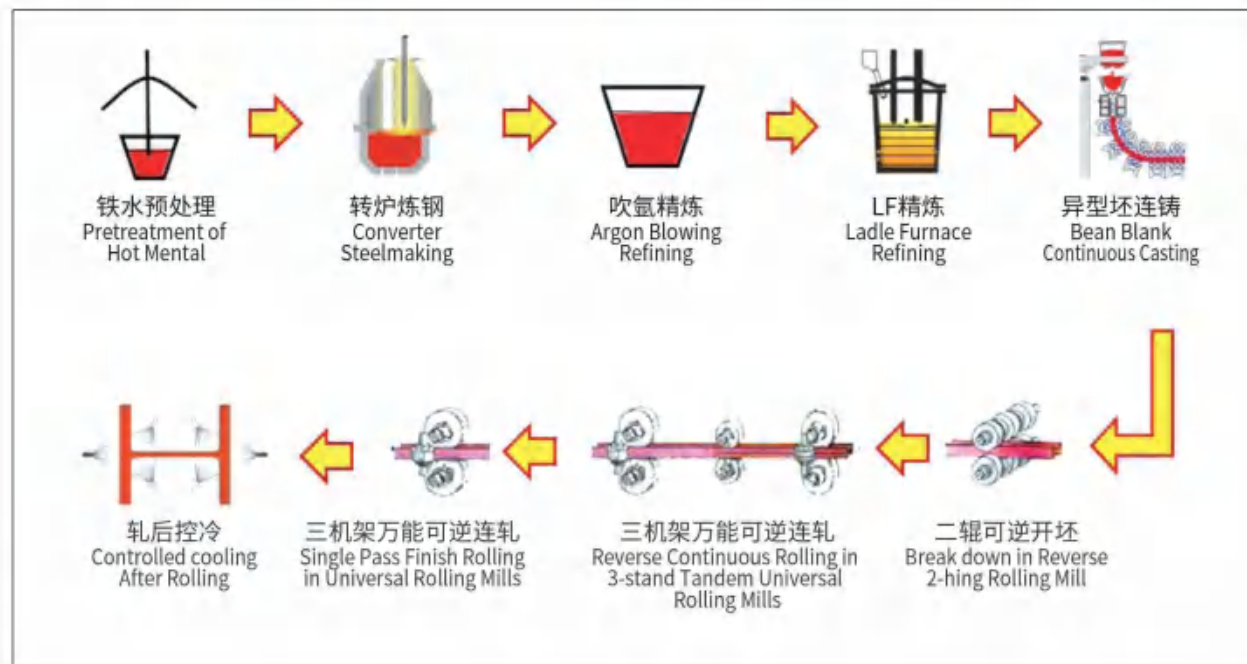 铁水预处理
Pretreatment of
Hot Mental
转炉炼钢
Converter
Steelmaking
吹氩精炼
Argon Blowing
Refining
LF精炼
Ladle Furnace
Refining
异型坯连铸
Bean Blank
Continuous Casting
轧后控冷
Controlled cooling
After Rolling
三机架万能可逆连轧
Single Pass Finish Rolling
in Universal Rolling Mills
三机架万能可逆连轧
Reverse Continuous Rolling in
3-stand Tandem Universal
Rolling Mills
二辊可逆开坯
Break down in Reverse
2-hing Rolling Mill